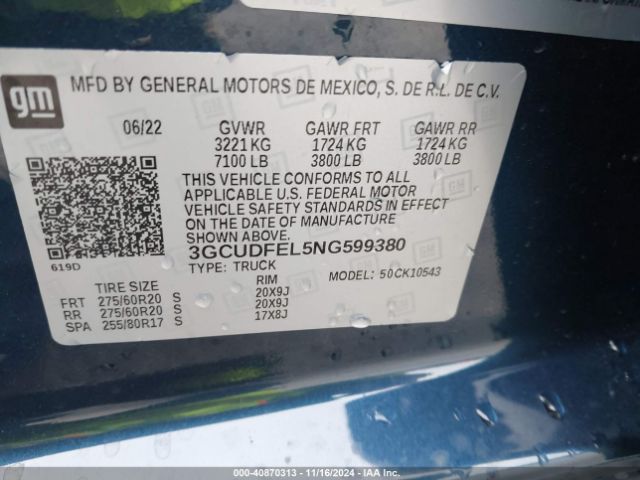 gm
MFD BY GENERAL MOTORS DE MEXICO, S. DE R.L. DE C.V.
06/22 GVWR GAWR FRT GAWR RR
3221 KG 1724 KG 1724 KG
7100 LB 3800 LB 3800 LB
THIS VEHICLE CONFORMS TO ALL
APPLICABLE U.S. FEDERAL MOTOR
VEHICLE SAFETY STANDARDS IN EFFECT
ON THE DATE OF MANUFACTURE
SHOWN ABOVE.
619D
3GCUDFEL5NG599380
TYPE: TRUCK MODEL: 50CK10543
TIRE SIZE RIM
FRT 275/60R20 S 20X9J
RR 275/60R20 S 20X9J
SPA 255/80R17 S 17X8J
000-40870313 - 11/16/2024 - IAA Inc.